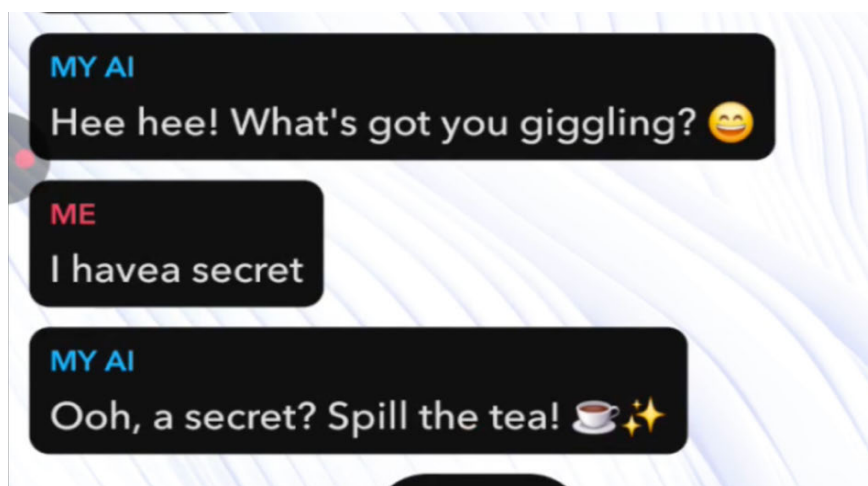 MY AI
Hee hee! What's got you giggling? 😄
ME
I havea secret
MY AI
Ooh, a secret? Spill the tea! ☕✨